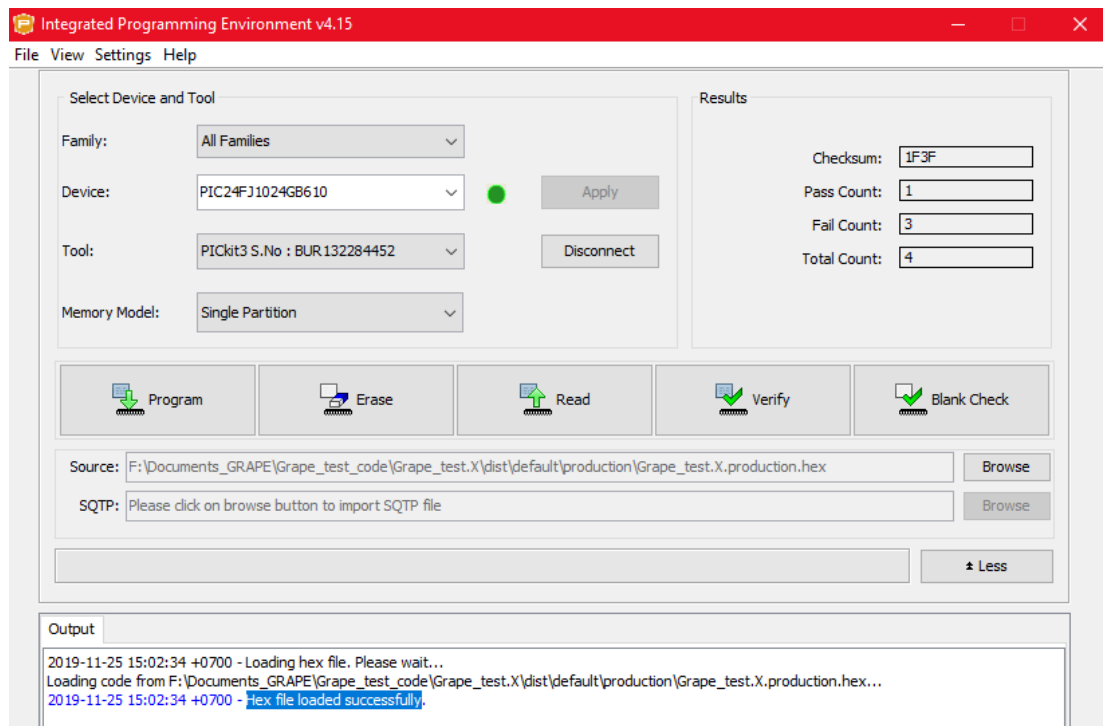 Integrated Programming Environment v4.15
File View Settings Help
Select Device and Tool
Family: All Families
Device: PIC24FJ1024GB610 Apply
Tool: PICkit3 S.No : BUR132284452 Disconnect
Memory Model: Single Partition
Results
Checksum: 1F3F
Pass Count: 1
Fail Count: 3
Total Count: 4
Program Erase Read Verify Blank Check
Source: F:\Documents_GRAPE\Grape_test_code\Grape_test.X\dist\default\production\Grape_test.X.production.hex Browse
SQTP: Please click on browse button to import SQTP file Browse
Less
Output
2019-11-25 15:02:34 +0700 - Loading hex file. Please wait...
Loading code from F:\Documents_GRAPE\Grape_test_code\Grape_test.X\dist\default\production\Grape_test.X.production.hex...
2019-11-25 15:02:34 +0700 - Hex file loaded successfully.